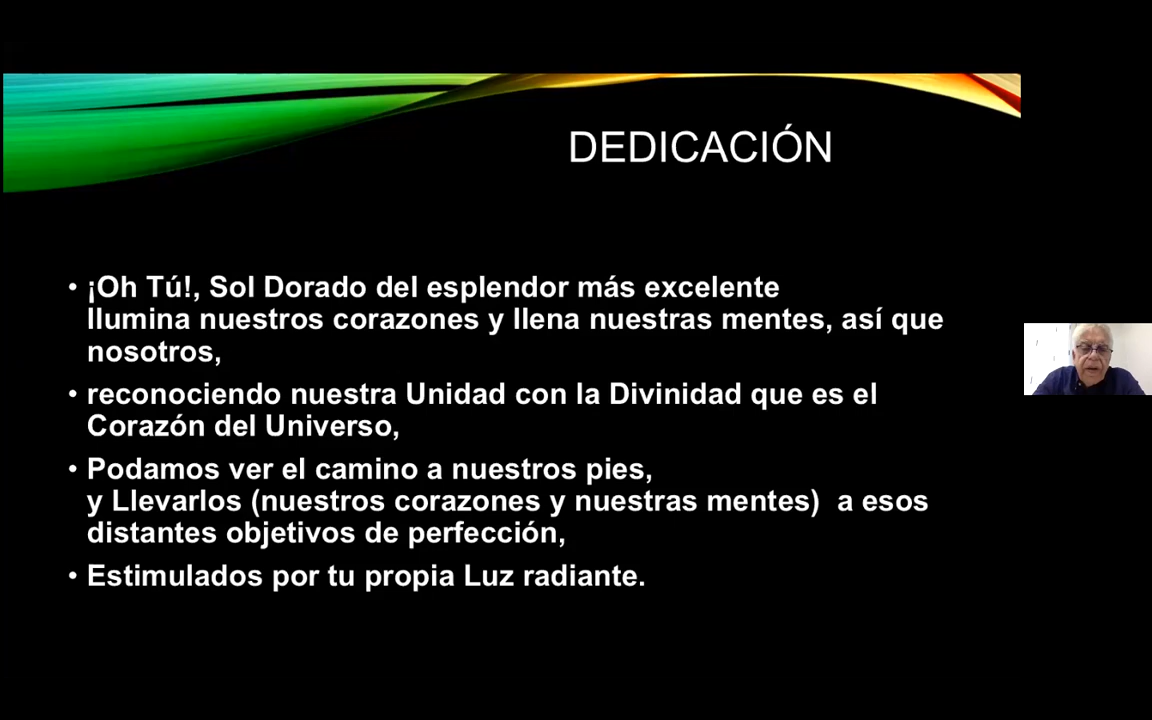 DEDICACIÓN
• ¡Oh Tú!, Sol Dorado del esplendor más excelente
Ilumina nuestros corazones y llena nuestras mentes, así que
nosotros,
• reconociendo nuestra Unidad con la Divinidad que es el
Corazón del Universo,
• Podamos ver el camino a nuestros pies,
y Llevarlos (nuestros corazones y nuestras mentes)  a esos
distantes objetivos de perfección,
• Estimulados por tu propia Luz radiante.